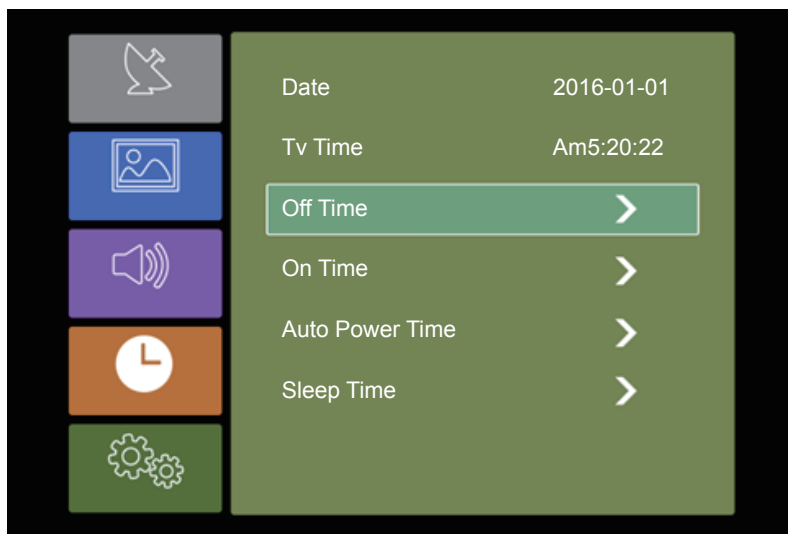 Date 2016-01-01
Tv Time Am5:20:22
Off Time
On Time
Auto Power Time
Sleep Time